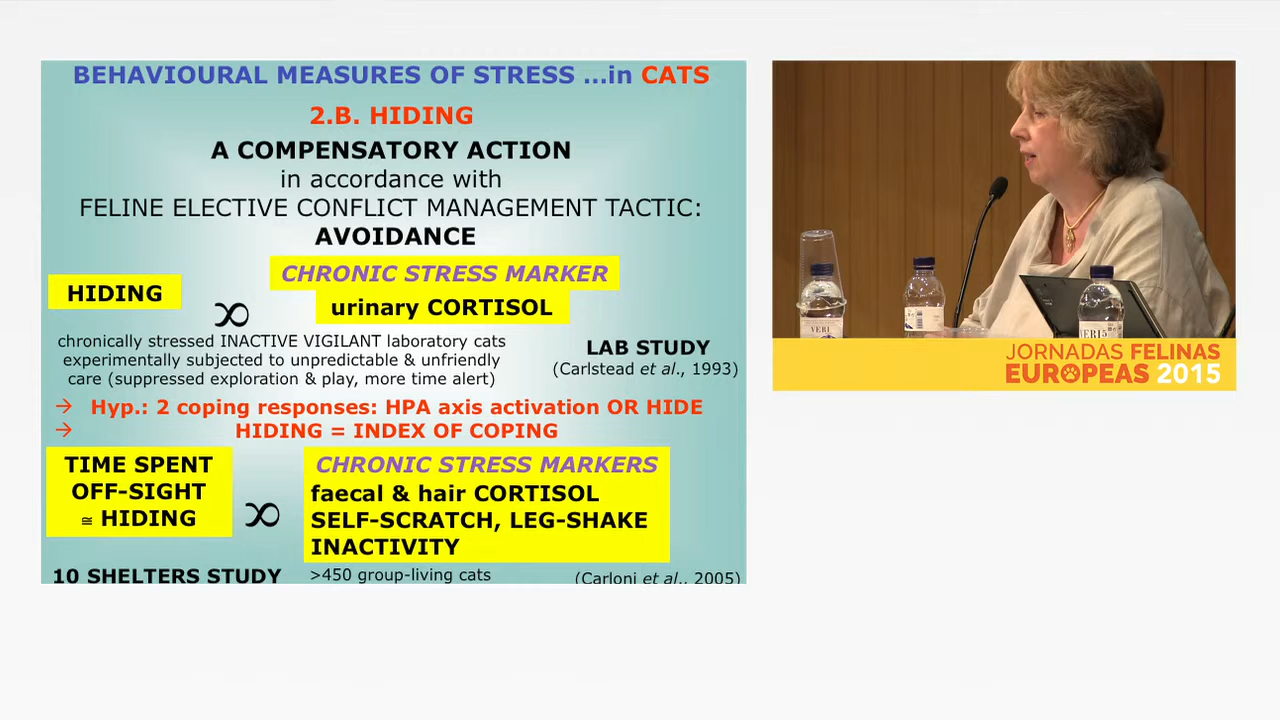 BEHAVIOURAL MEASURES OF STRESS ...in CATS
2.B. HIDING
A COMPENSATORY ACTION
in accordance with
FELINE ELECTIVE CONFLICT MANAGEMENT TACTIC:
AVOIDANCE
HIDING ∞ CHRONIC STRESS MARKER
urinary CORTISOL
chronically stressed INACTIVE VIGILANT laboratory cats
experimentally subjected to unpredictable & unfriendly
care (suppressed exploration & play, more time alert)
LAB STUDY
(Carlstead et al., 1993)
→ Hyp.: 2 coping responses: HPA axis activation OR HIDE
→ HIDING = INDEX OF COPING
TIME SPENT
OFF-SIGHT
≅ HIDING
∞
CHRONIC STRESS MARKERS
faecal & hair CORTISOL
SELF-SCRATCH, LEG-SHAKE
INACTIVITY
10 SHELTERS STUDY >450 group-living cats (Carloni et al., 2005)
VERI
VERI
JORNADAS FELINAS
EUROPEAS 2015